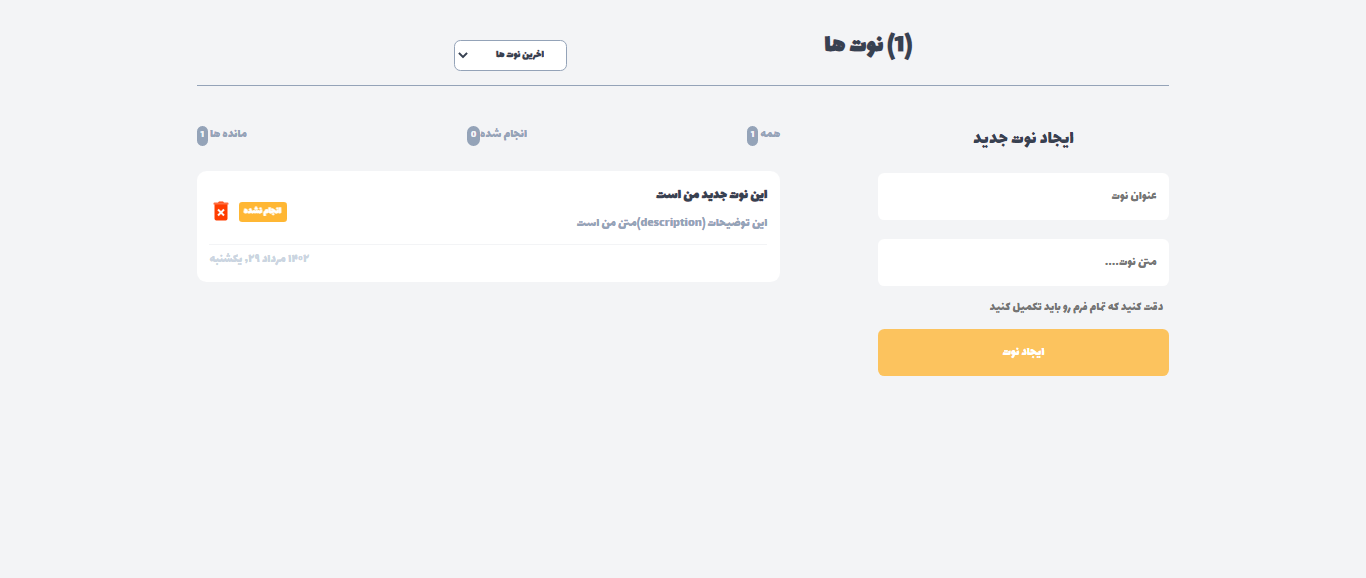 (1) نوت ها
اخرین نوت ها
ایجاد نوت جدید
عنوان نوت
متن نوت....
دقت کنید که تمام فرم رو باید تکمیل کنید
ایجاد نوت
همه 1
انجام شده 0
مانده ها 1
این نوت جدید من است
این توضیحات (description)متن من است
انجام نشده
۱۴۰۲ مرداد ۲۹, یکشنبه